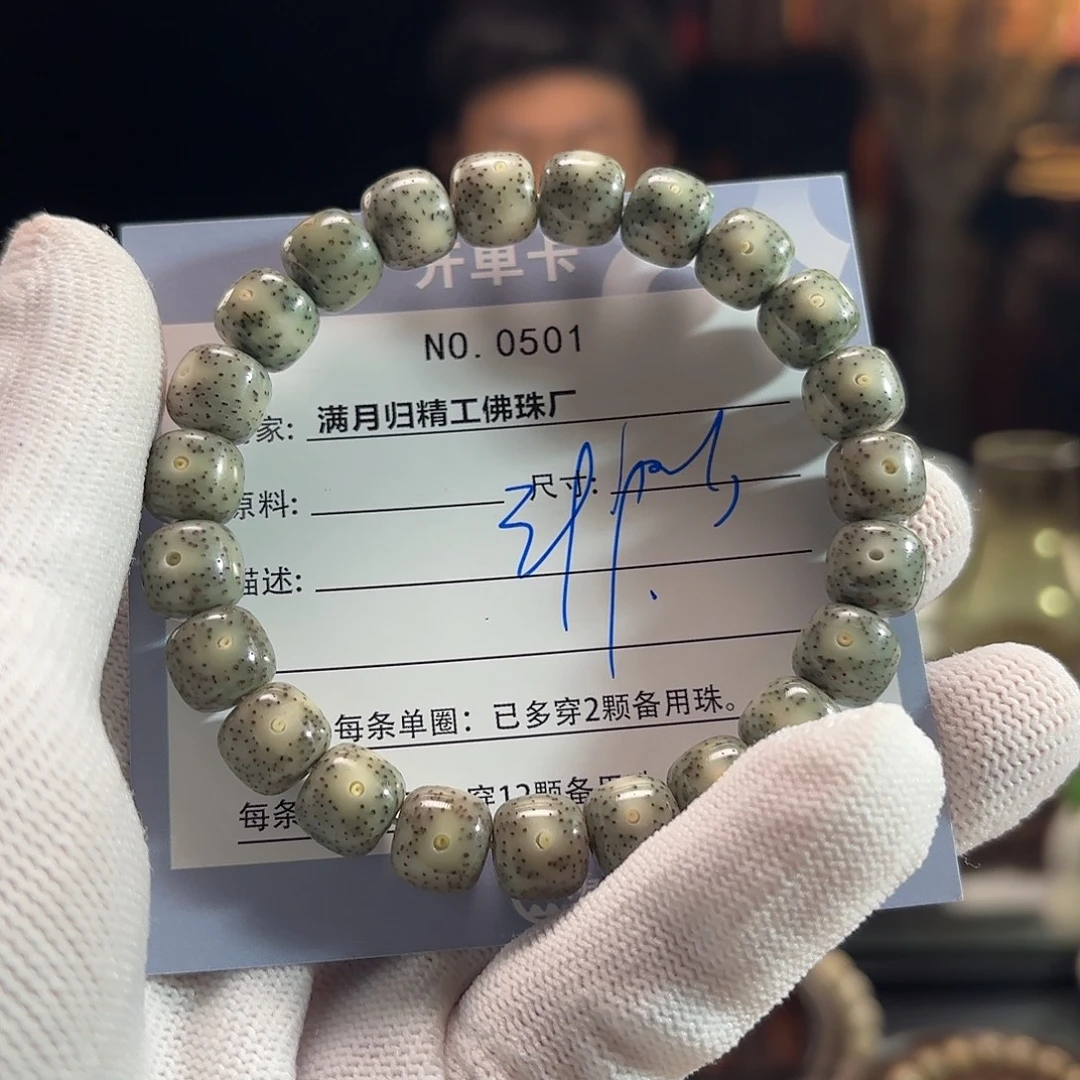 开单卡
NO. 0501
家: 满月归精工佛珠厂
原料: 尺寸:
描述:
每条单圈: 已多穿2颗备用珠。
每条 穿12颗备用